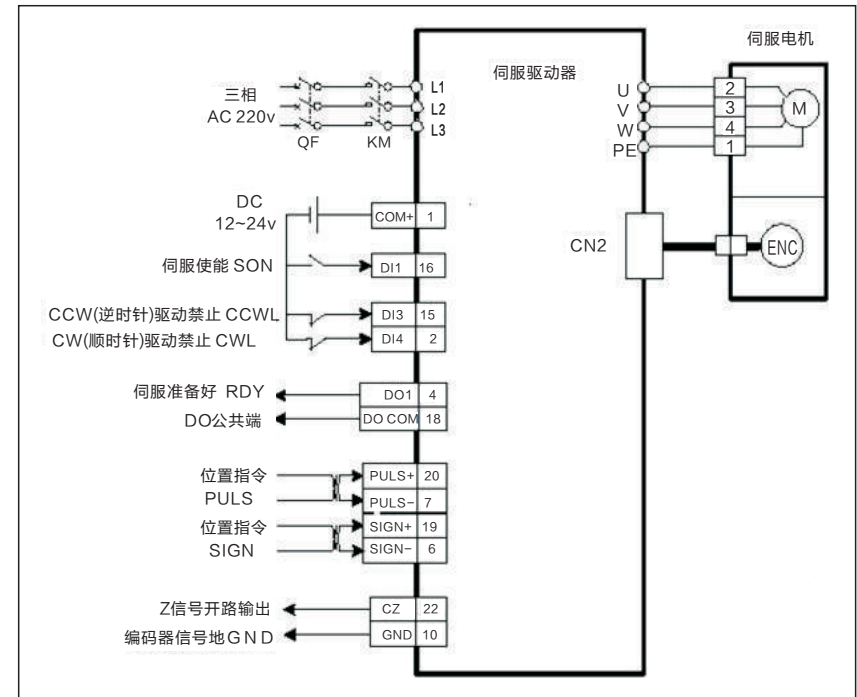 伺服电机
伺服驱动器
三相
AC 220v
QF
KM
L1
L2
L3
U
V
W
PE
2
3
4
1
M
DC
12~24v
COM+ 1
伺服使能 SON
DI1 16
CCW(逆时针)驱动禁止 CCWL
DI3 15
CW(顺时针)驱动禁止 CWL
DI4 2
CN2
ENC
伺服准备好 RDY
DO1 4
DO公共端
DO COM 18
位置指令
PULS
PULS+ 20
PULS- 7
位置指令
SIGN
SIGN+ 19
SIGN- 6
Z信号开路输出
CZ 22
编码器信号地GND
GND 10